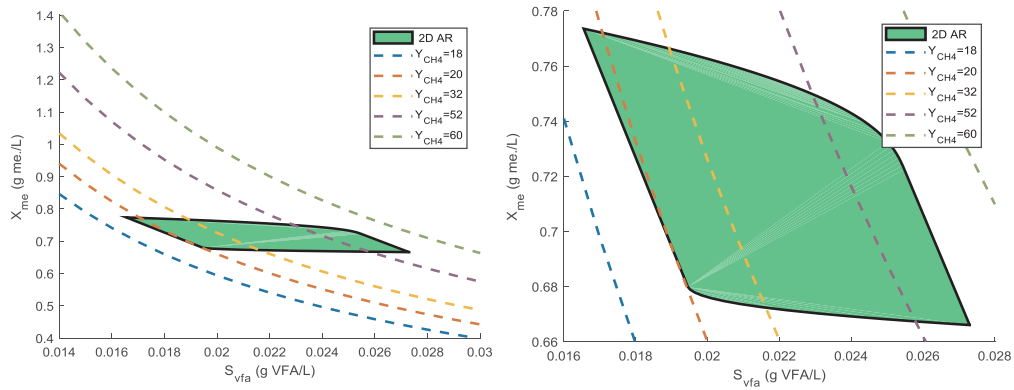 1.4
1.3
1.2
1.1
1
0.9
0.8
0.7
0.6
0.5
0.4
X_me (g me./L)
0.014
0.016
0.018
0.02
0.022
0.024
0.026
0.028
0.03
S_vfa (g VFA/L)
2D AR
Y_CH4=18
Y_CH4=20
Y_CH4=32
Y_CH4=52
Y_CH4=60
0.78
0.76
0.74
0.72
0.7
0.68
0.66
X_me (g me./L)
0.016
0.018
0.02
0.022
0.024
0.026
0.028
S_vfa (g VFA/L)
2D AR
Y_CH4=18
Y_CH4=20
Y_CH4=32
Y_CH4=52
Y_CH4=60